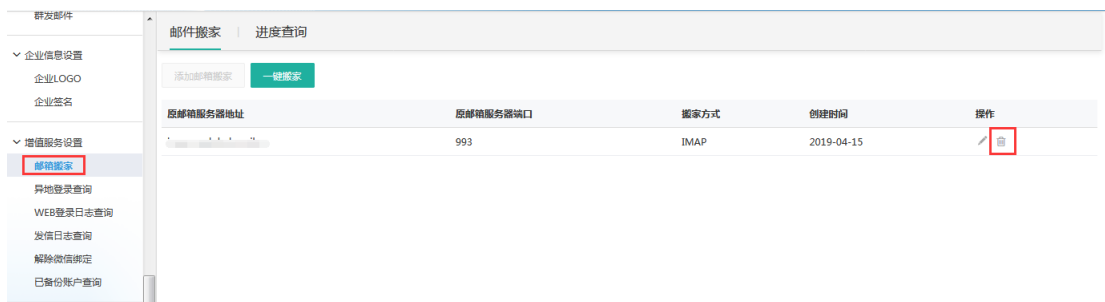 群发邮件
企业信息设置
企业LOGO
企业签名
增值服务设置
邮箱搬家
异地登录查询
WEB登录日志查询
发信日志查询
解除微信绑定
已备份账户查询
邮件搬家 进度查询
添加邮箱搬家 一键搬家
原邮箱服务器地址 原邮箱服务器端口 搬家方式 创建时间 操作
993 IMAP 2019-04-15